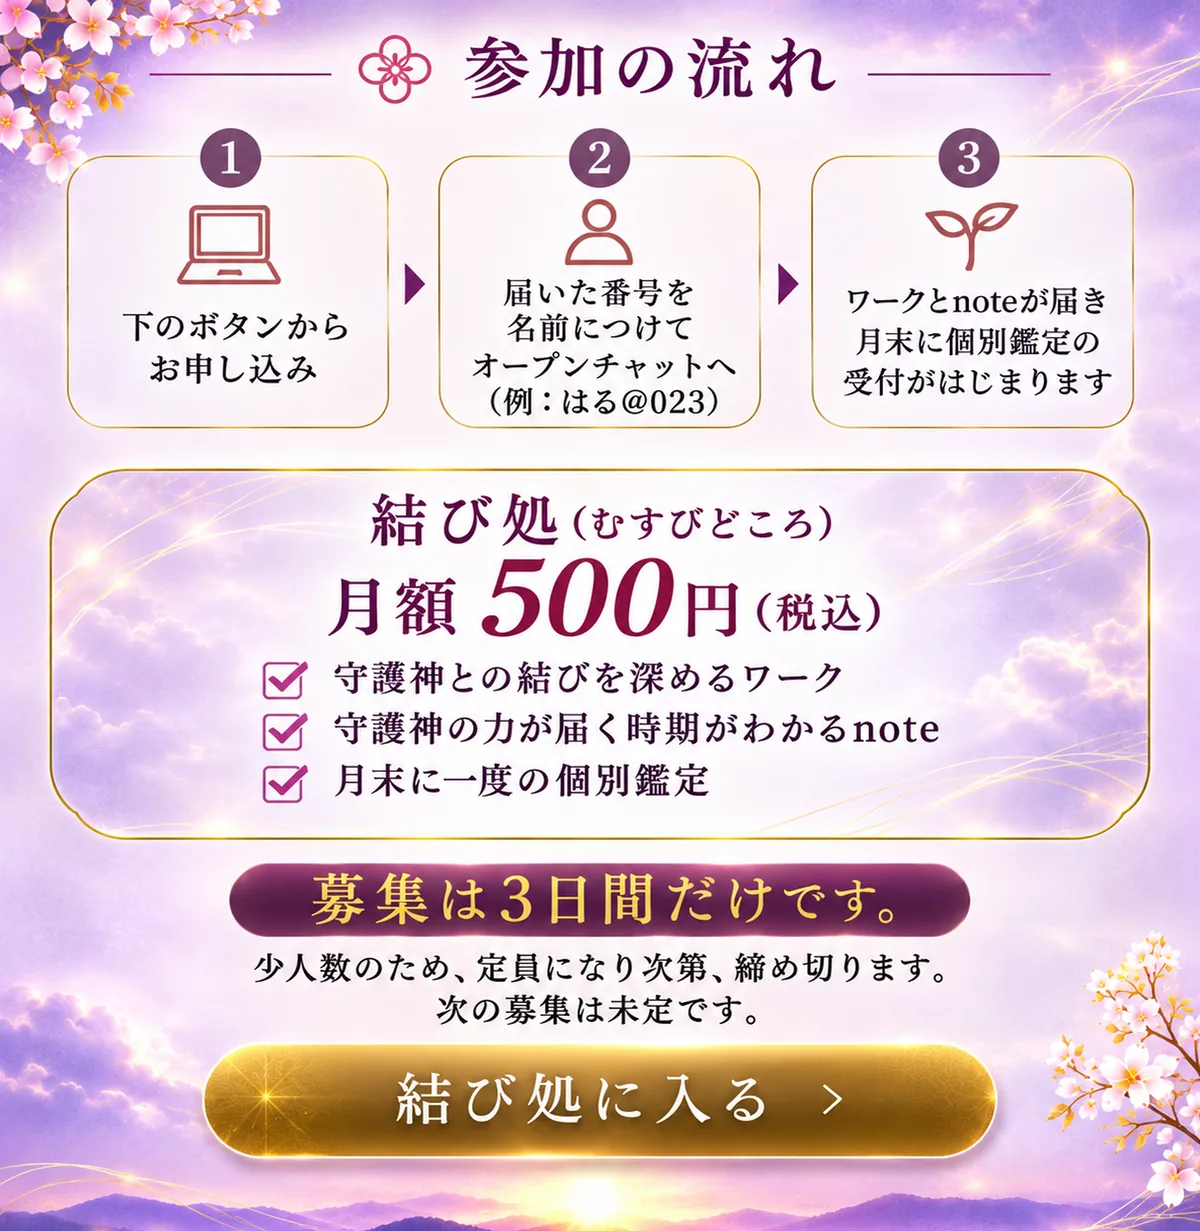 参加の流れ
1
下のボタンから
お申し込み
2
届いた番号を
名前につけて
オープンチャットへ
（例：はる@023）
3
ワークとnoteが届き
月末に個別鑑定の
受付がはじまります
結び処（むすびどころ）
月額500円（税込）
守護神との結びを深めるワーク
守護神の力が届く時期がわかるnote
月末に一度の個別鑑定
募集は3日間だけです。
少人数のため、定員になり次第、締め切ります。
次の募集は未定です。
結び処に入る >